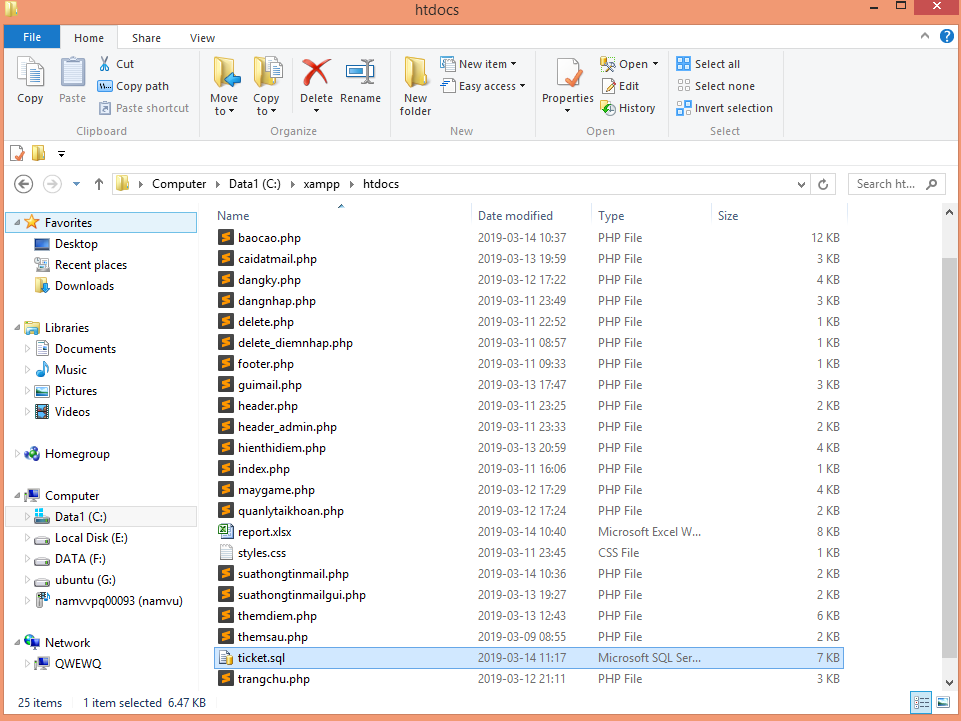 htdocs
File Home Share View
Copy Paste Cut Copy path Paste shortcut Move to Copy to Delete Rename New folder New item Easy access Properties Open Edit History Select all Select none Invert selection
Clipboard Organize New Open Select
Computer Data1 (C:) xampp htdocs Search ht...
Favorites
Desktop
Recent places
Downloads
Libraries
Documents
Music
Pictures
Videos
Homegroup
Computer
Data1 (C:)
Local Disk (E:)
DATA (F:)
ubuntu (G:)
namvvpq00093 (namvu)
Network
QWEWQ
Name Date modified Type Size
baocao.php 2019-03-14 10:37 PHP File 12 KB
caidatmail.php 2019-03-13 19:59 PHP File 3 KB
dangky.php 2019-03-12 17:22 PHP File 4 KB
dangnhap.php 2019-03-11 23:49 PHP File 3 KB
delete.php 2019-03-11 22:52 PHP File 1 KB
delete_diemnhap.php 2019-03-11 08:57 PHP File 1 KB
footer.php 2019-03-11 09:33 PHP File 1 KB
guimail.php 2019-03-13 17:47 PHP File 3 KB
header.php 2019-03-11 23:25 PHP File 2 KB
header_admin.php 2019-03-11 23:33 PHP File 2 KB
hienthidiem.php 2019-03-13 20:59 PHP File 4 KB
index.php 2019-03-11 16:06 PHP File 1 KB
maygame.php 2019-03-12 17:29 PHP File 4 KB
quanlytaikhoan.php 2019-03-12 17:24 PHP File 2 KB
report.xlsx 2019-03-14 10:40 Microsoft Excel W... 8 KB
styles.css 2019-03-11 23:45 CSS File 1 KB
suathongtinmail.php 2019-03-14 10:36 PHP File 2 KB
suathongtinmailgui.php 2019-03-13 19:27 PHP File 2 KB
themdiem.php 2019-03-13 12:43 PHP File 6 KB
themsau.php 2019-03-09 08:55 PHP File 2 KB
ticket.sql 2019-03-14 11:17 Microsoft SQL Ser... 7 KB
trangchu.php 2019-03-12 21:11 PHP File 3 KB
25 items 1 item selected 6.47 KB